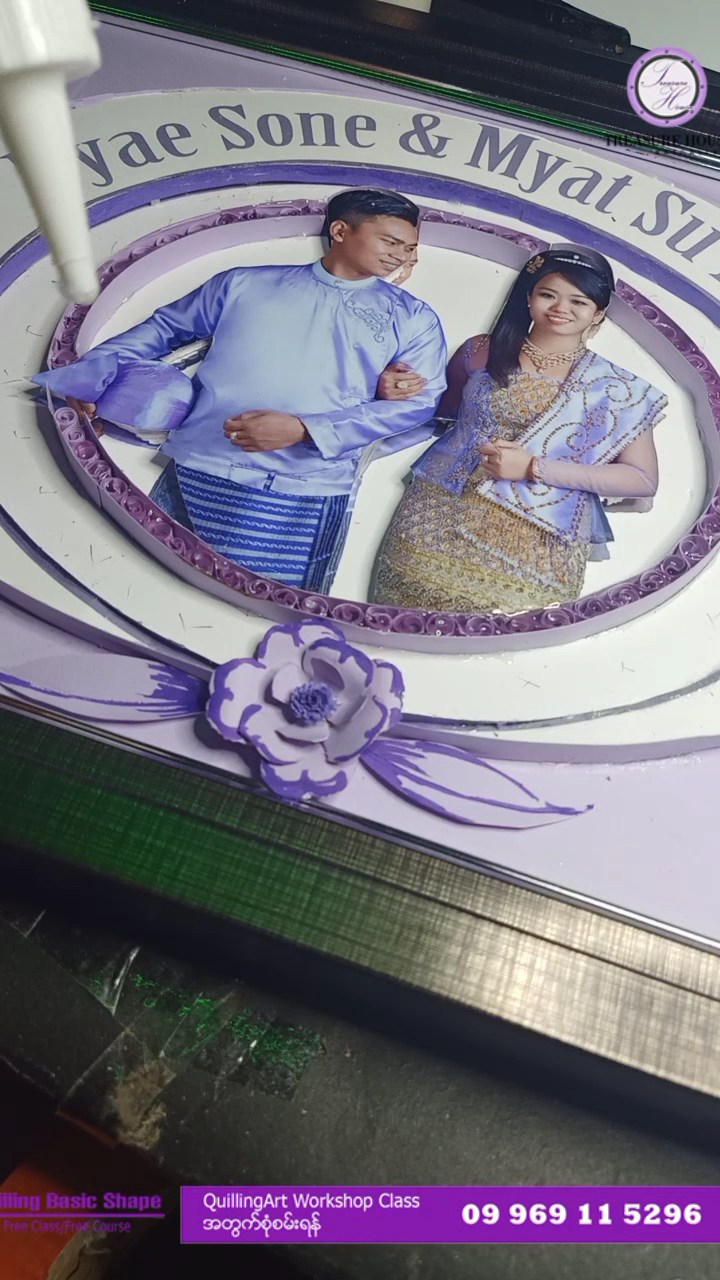 Treasure
House
TREASURE HOU
yae Sone & Myat Su
illing Basic Shape
Free Class/Free Course
QuillingArt Workshop Class
အတွက်စုံစမ်းရန်
09 969 11 5296